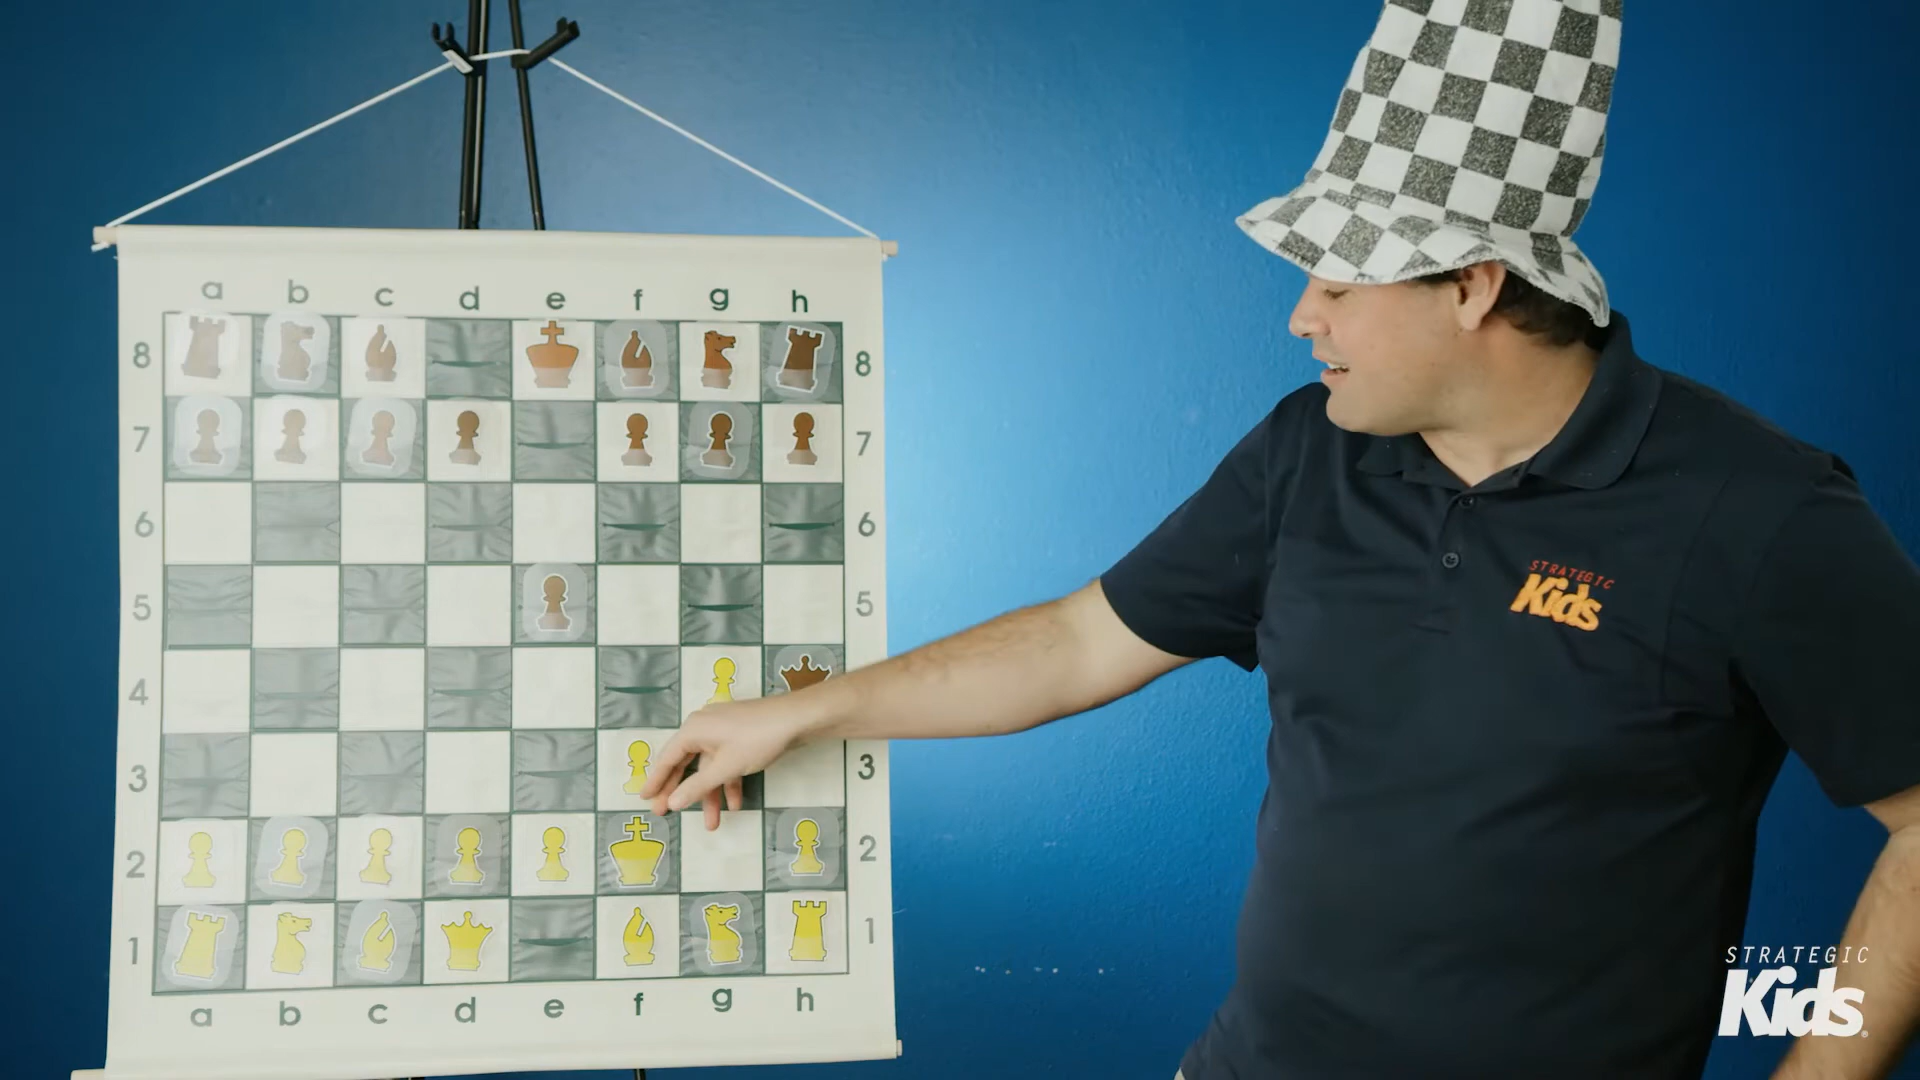 a b c d e f g h
8 8
7 7
6 6
5 5
4 4
3 3
2 2
1 1
a b c d e f g h
STRATEGIC
Kids
STRATEGIC
Kids